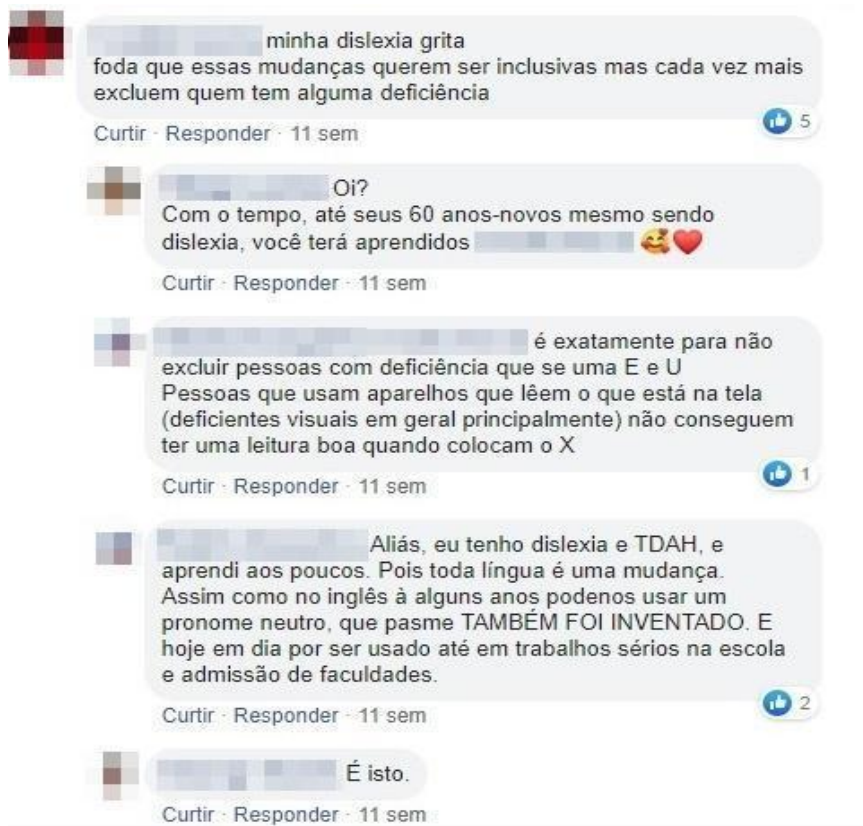 minha dislexia grita
foda que essas mudanças querem ser inclusivas mas cada vez mais
excluem quem tem alguma deficiência
5
Curtir · Responder · 11 sem
Oi?
Com o tempo, até seus 60 anos-novos mesmo sendo
dislexia, você terá aprendidos 🥰❤️
Curtir · Responder · 11 sem
é exatamente para não
excluir pessoas com deficiência que se uma E e U
Pessoas que usam aparelhos que lêem o que está na tela
(deficientes visuais em geral principalmente) não conseguem
ter uma leitura boa quando colocam o X
1
Curtir · Responder · 11 sem
Aliás, eu tenho dislexia e TDAH, e
aprendi aos poucos. Pois toda língua é uma mudança.
Assim como no inglês à alguns anos podenos usar um
pronome neutro, que pasme TAMBÉM FOI INVENTADO. E
hoje em dia por ser usado até em trabalhos sérios na escola
e admissão de faculdades.
2
Curtir · Responder · 11 sem
É isto.
Curtir · Responder · 11 sem